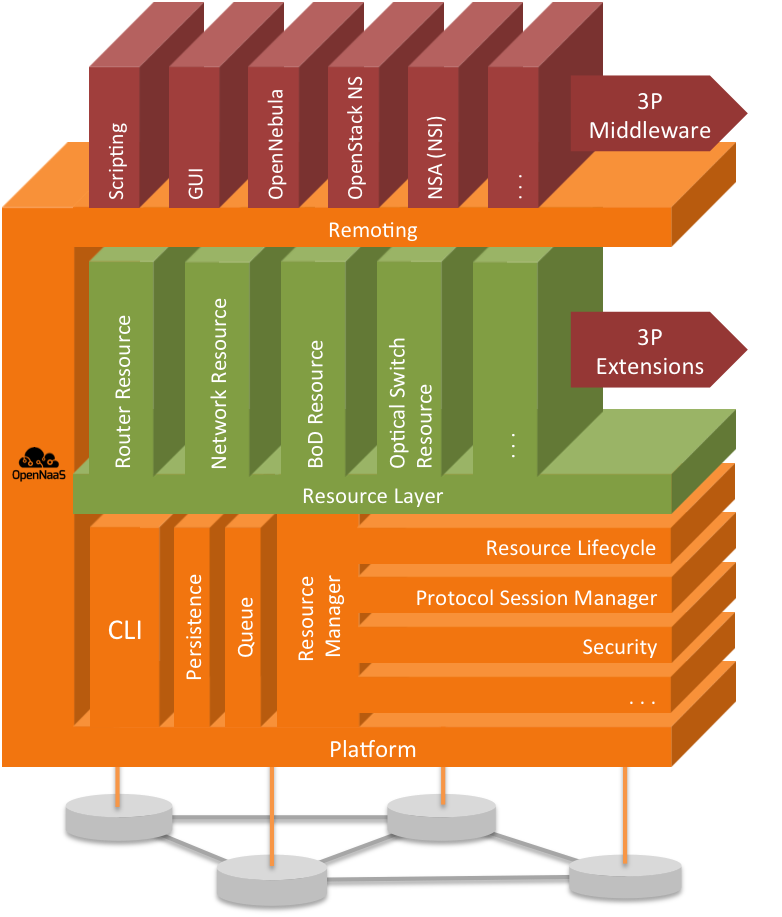 Scripting
GUI
OpenNebula
OpenStack NS
NSA (NSI)
. . .
3P
Middleware
Remoting
Router Resource
Network Resource
BoD Resource
Optical Switch
Resource
. . .
3P
Extensions
OpenNaaS
Resource Layer
CLI
Persistence
Queue
Resource
Manager
Resource Lifecycle
Protocol Session Manager
Security
. . .
Platform